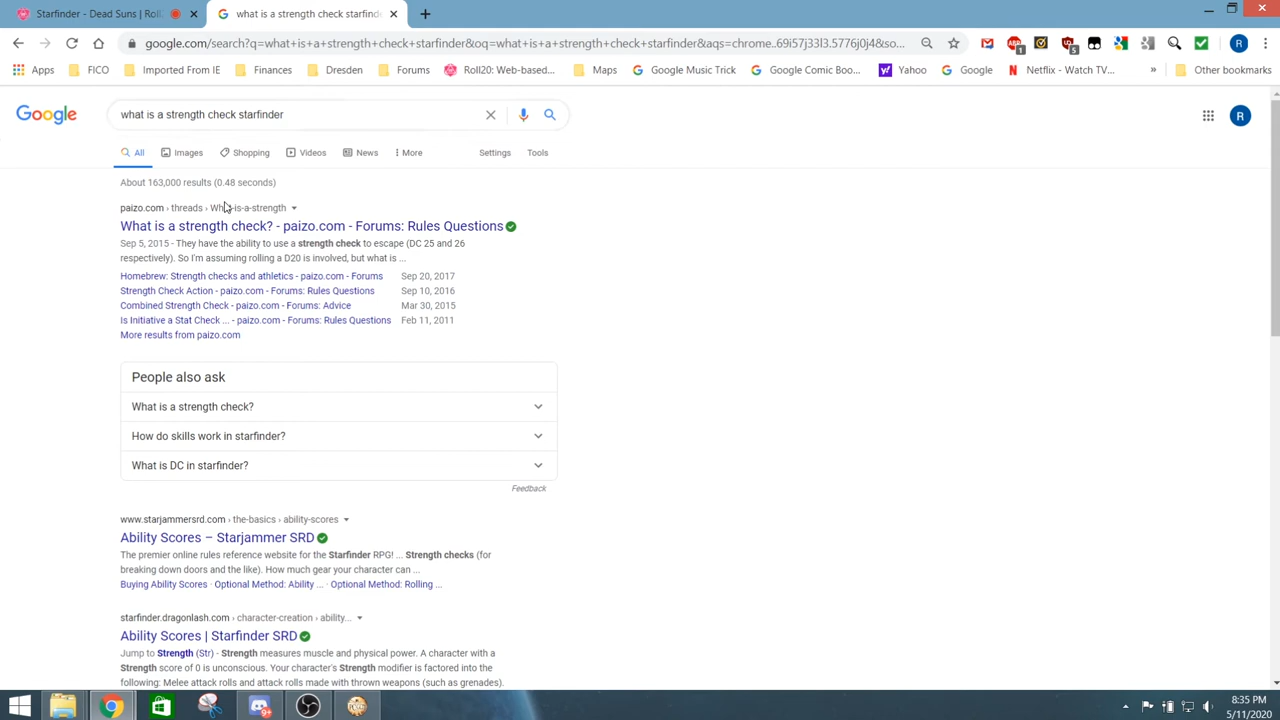 Starfinder - Dead Suns | Roll2
what is a strength check starfinde
google.com/search?q=what+is+a+strength+check+starfinder&oq=what+is+a+strength+check+starfinder&aqs=chrome..69i57j33l3.5776j0j4&so...
R
Apps
FICO
Imported From IE
Finances
Dresden
Forums
Roll20: Web-based...
Maps
Google Music Trick
Google Comic Boo...
Yahoo
Google
Netflix - Watch TV...
»
Other bookmarks
Google
what is a strength check starfinder
R
All
Images
Shopping
Videos
News
More
Settings
Tools
About 163,000 results (0.48 seconds)
paizo.com › threads › What-is-a-strength
What is a strength check? - paizo.com - Forums: Rules Questions
Sep 5, 2015 - They have the ability to use a strength check to escape (DC 25 and 26
respectively). So I'm assuming rolling a D20 is involved, but what is ...
Homebrew: Strength checks and athletics - paizo.com - Forums Sep 20, 2017
Strength Check Action - paizo.com - Forums: Rules Questions Sep 10, 2016
Combined Strength Check - paizo.com - Forums: Advice Mar 30, 2015
Is Initiative a Stat Check ... - paizo.com - Forums: Rules Questions Feb 11, 2011
More results from paizo.com
People also ask
What is a strength check?
How do skills work in starfinder?
What is DC in starfinder?
Feedback
www.starjammersrd.com › the-basics › ability-scores
Ability Scores – Starjammer SRD
The premier online rules reference website for the Starfinder RPG! ... Strength checks (for
breaking down doors and the like). How much gear your character can ...
Buying Ability Scores · Optional Method: Ability ... · Optional Method: Rolling ...
starfinder.dragonlash.com › character-creation › ability...
Ability Scores | Starfinder SRD
Jump to Strength (Str) - Strength measures muscle and physical power. A character with a
Strength score of 0 is unconscious. Your character's Strength modifier is factored into the
following: Melee attack rolls and attack rolls made with thrown weapons (such as grenades).
8:35 PM
5/11/2020